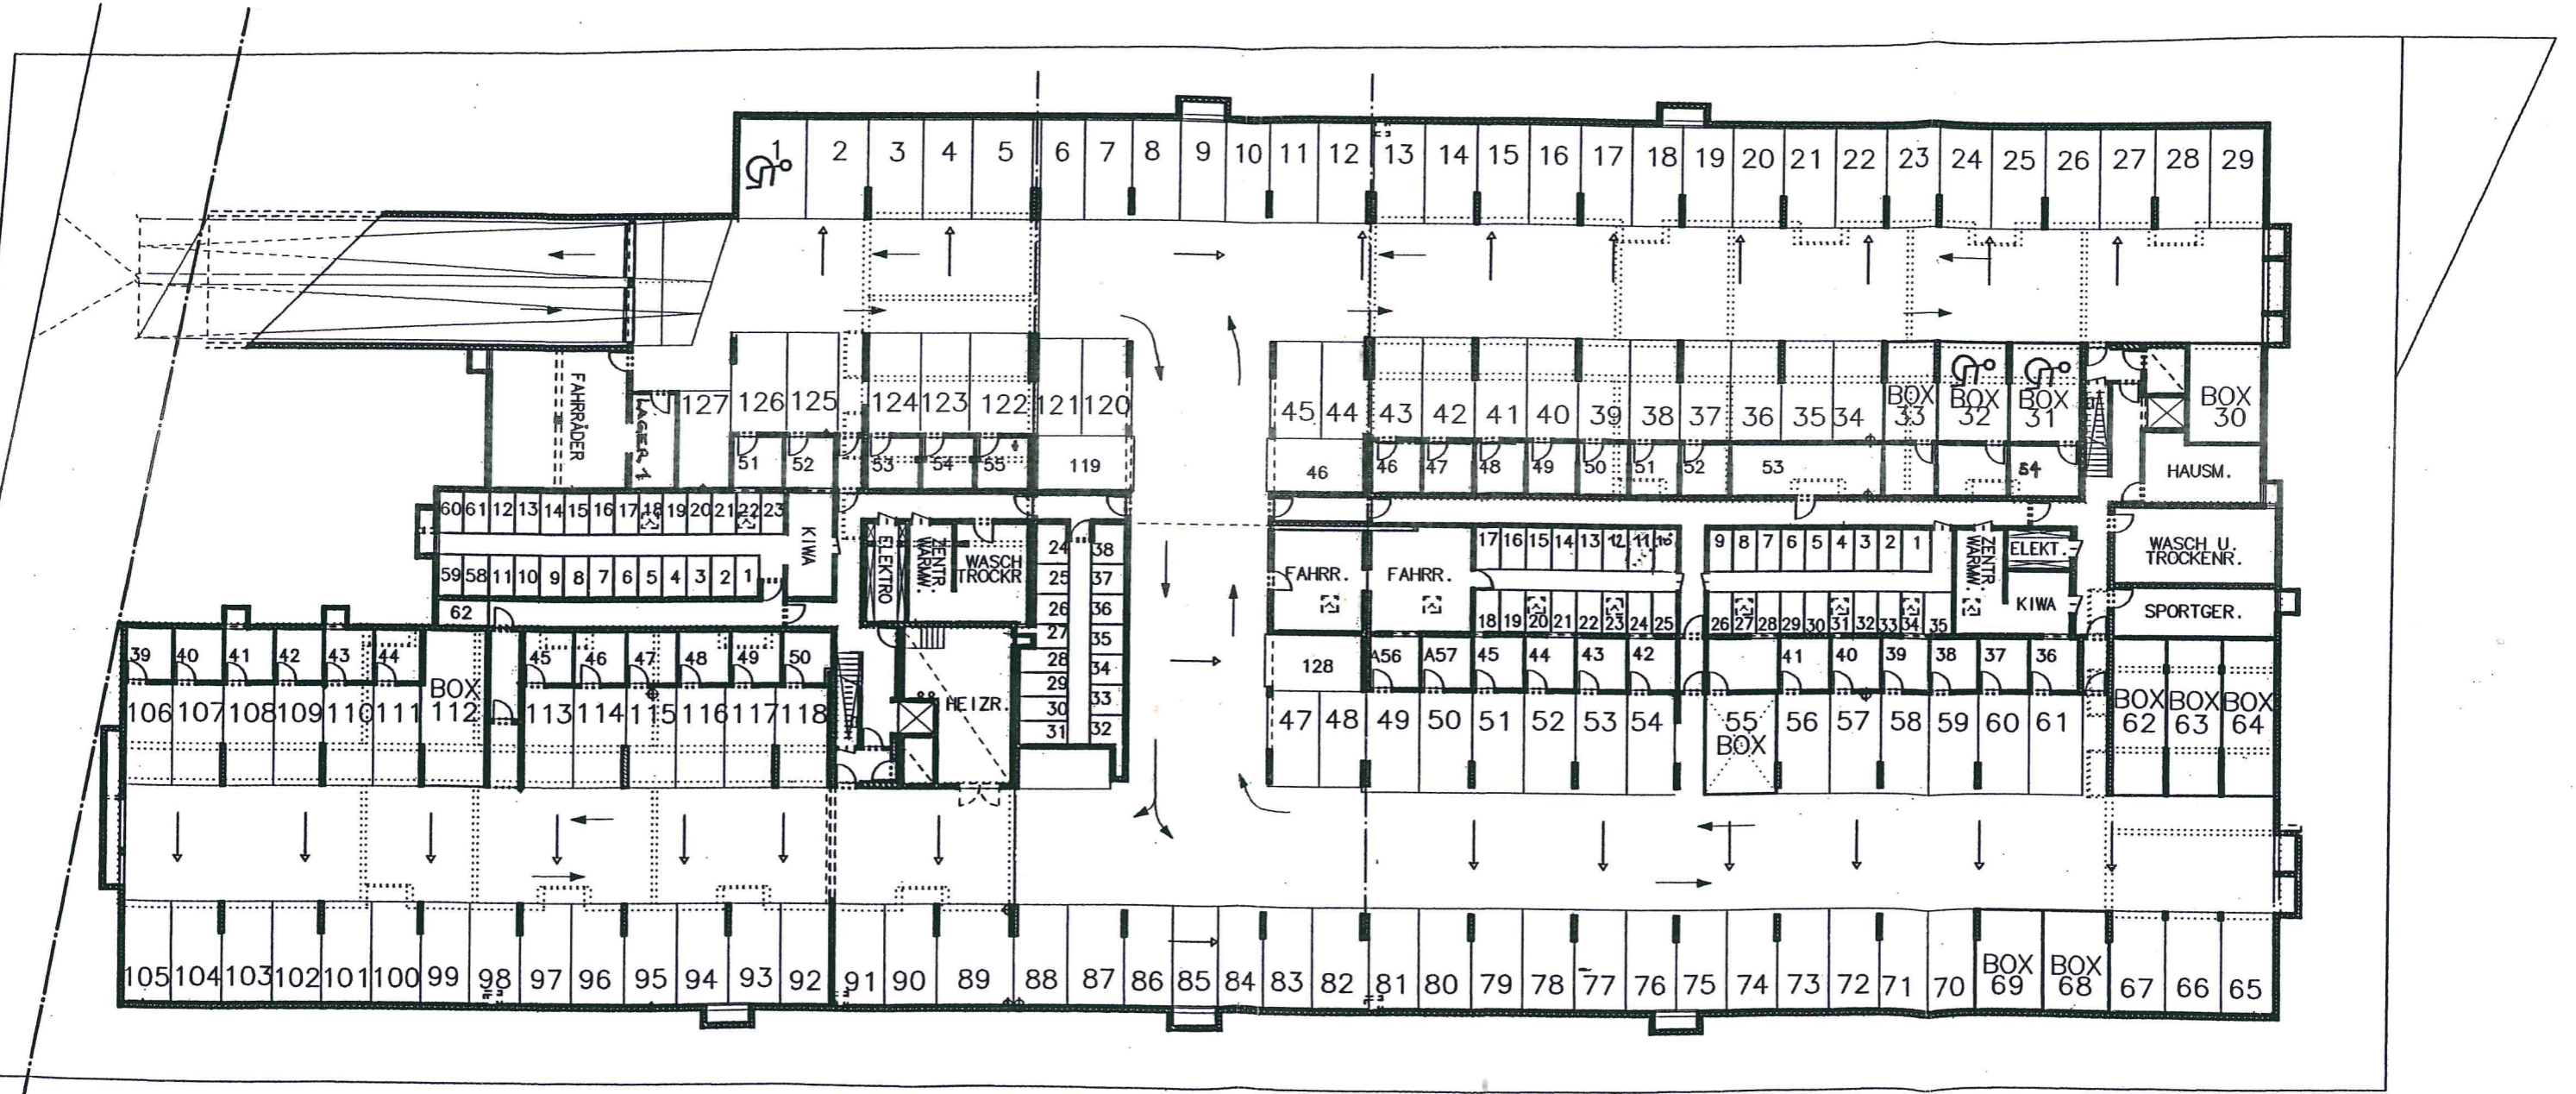 1 2 3 4 5 6 7 8 9 10 11 12 13 14 15 16 17 18 19 20 21 22 23 24 25 26 27 28 29
FAHRRÄDER
LAGER 1
127 126 125 124 123 122 121 120
45 44 43 42 41 40 39 38 37 36 35 34
BOX
33
BOX
32
BOX
31
BOX
30
51 52 53 54 55
119
46
46 47 48 49 50 51 52 53 54
HAUSM.
60 61 12 13 14 15 16 17 18 19 20 21 22 23
KIWA
59 58 11 10 9 8 7 6 5 4 3 2 1
62
ELEKTRO
ZENTR.
WARMW.
WASCH
TROCKR
24 38
25 37
26 36
27 35
28 34
29 33
30 32
31
HEIZR.
FAHRR.
FAHRR.
17 16 15 14 13 12 11 10
9 8 7 6 5 4 3 2 1
18 19 20 21 22 23 24 25
26 27 28 29 30 31 32 33 34 35
ZENTR.
WARMW.
ELEKT.
KIWA
WASCH U.
TROCKENR.
SPORTGER.
39 40 41 42 43 44
45 46 47 48 49 50
128
A56 A57 45 44 43 42
41 40 39 38 37 36
106 107 108 109 110 111
BOX
112
113 114 115 116 117 118
47 48 49 50 51 52 53 54
55
BOX
56 57 58 59 60 61
BOX
62
BOX
63
BOX
64
105 104 103 102 101 100 99 98 97 96 95 94 93 92 91 90 89 88 87 86 85 84 83 82 81 80 79 78 77 76 75 74 73 72 71 70
BOX
69
BOX
68
67 66 65